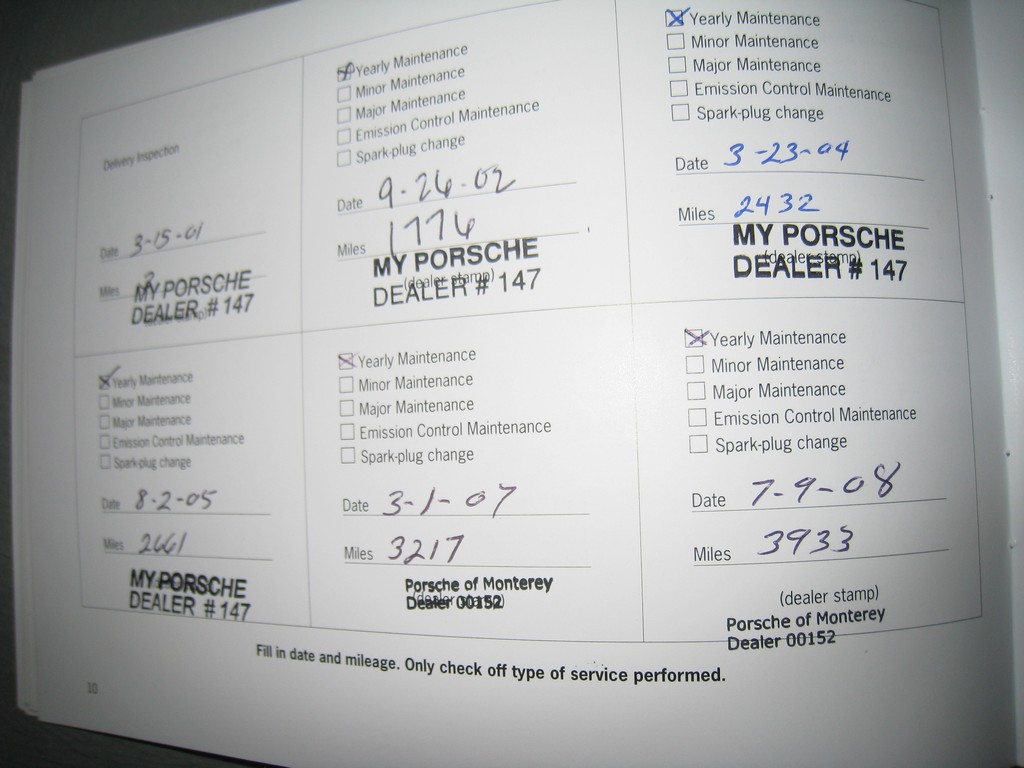 Delivery Inspection
Date 3-15-01
Miles 2
MY PORSCHE
DEALER # 147
Yearly Maintenance
Minor Maintenance
Major Maintenance
Emission Control Maintenance
Spark-plug change
Date 9-26-02
Miles 1776
MY PORSCHE
(dealer stamp)
DEALER # 147
Yearly Maintenance
Minor Maintenance
Major Maintenance
Emission Control Maintenance
Spark-plug change
Date 3-23-04
Miles 2432
MY PORSCHE
(dealer stamp)
DEALER # 147
Yearly Maintenance
Minor Maintenance
Major Maintenance
Emission Control Maintenance
Spark-plug change
Date 8-2-05
Miles 2661
MY PORSCHE
DEALER # 147
Yearly Maintenance
Minor Maintenance
Major Maintenance
Emission Control Maintenance
Spark-plug change
Date 3-1-07
Miles 3217
Porsche of Monterey
Dealer 00152
Yearly Maintenance
Minor Maintenance
Major Maintenance
Emission Control Maintenance
Spark-plug change
Date 7-9-08
Miles 3933
(dealer stamp)
Porsche of Monterey
Dealer 00152
Fill in date and mileage. Only check off type of service performed.
10